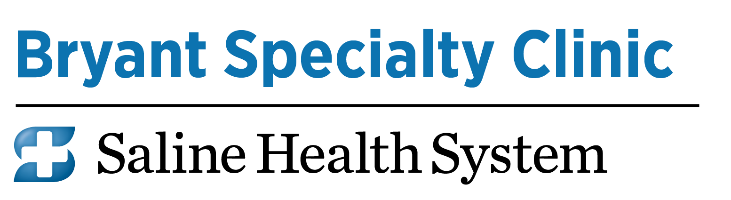 Bryant Specialty Clinic
Saline Health System